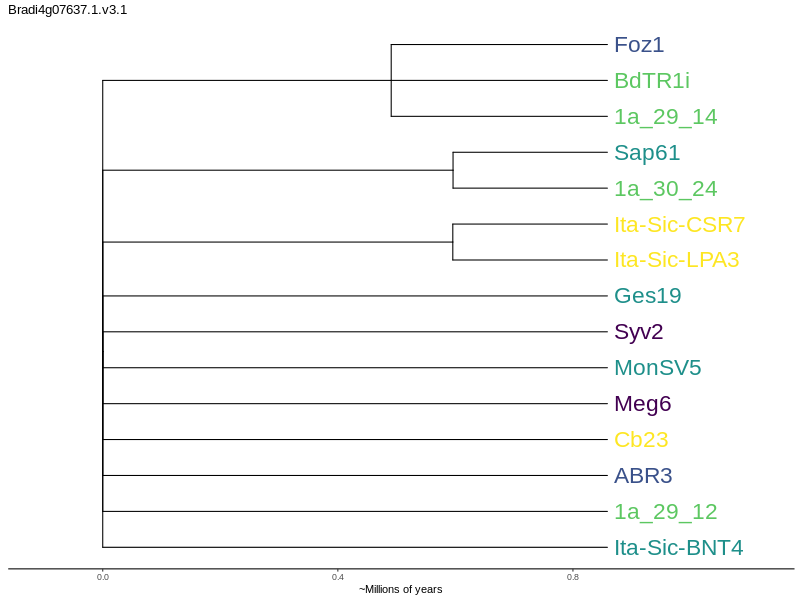 Bradi4g07637.1.v3.1
Foz1
BdTR1i
1a_29_14
Sap61
1a_30_24
Ita-Sic-CSR7
Ita-Sic-LPA3
Ges19
Syv2
MonSV5
Meg6
Cb23
ABR3
1a_29_12
Ita-Sic-BNT4
0.0 0.4 0.8
~Millions of years